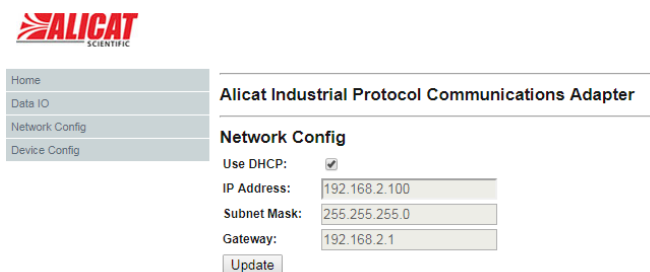 ALICAT
SCIENTIFIC
Home
Data IO
Network Config
Device Config
Alicat Industrial Protocol Communications Adapter
Network Config
Use DHCP:
IP Address: 192.168.2.100
Subnet Mask: 255.255.255.0
Gateway: 192.168.2.1
Update